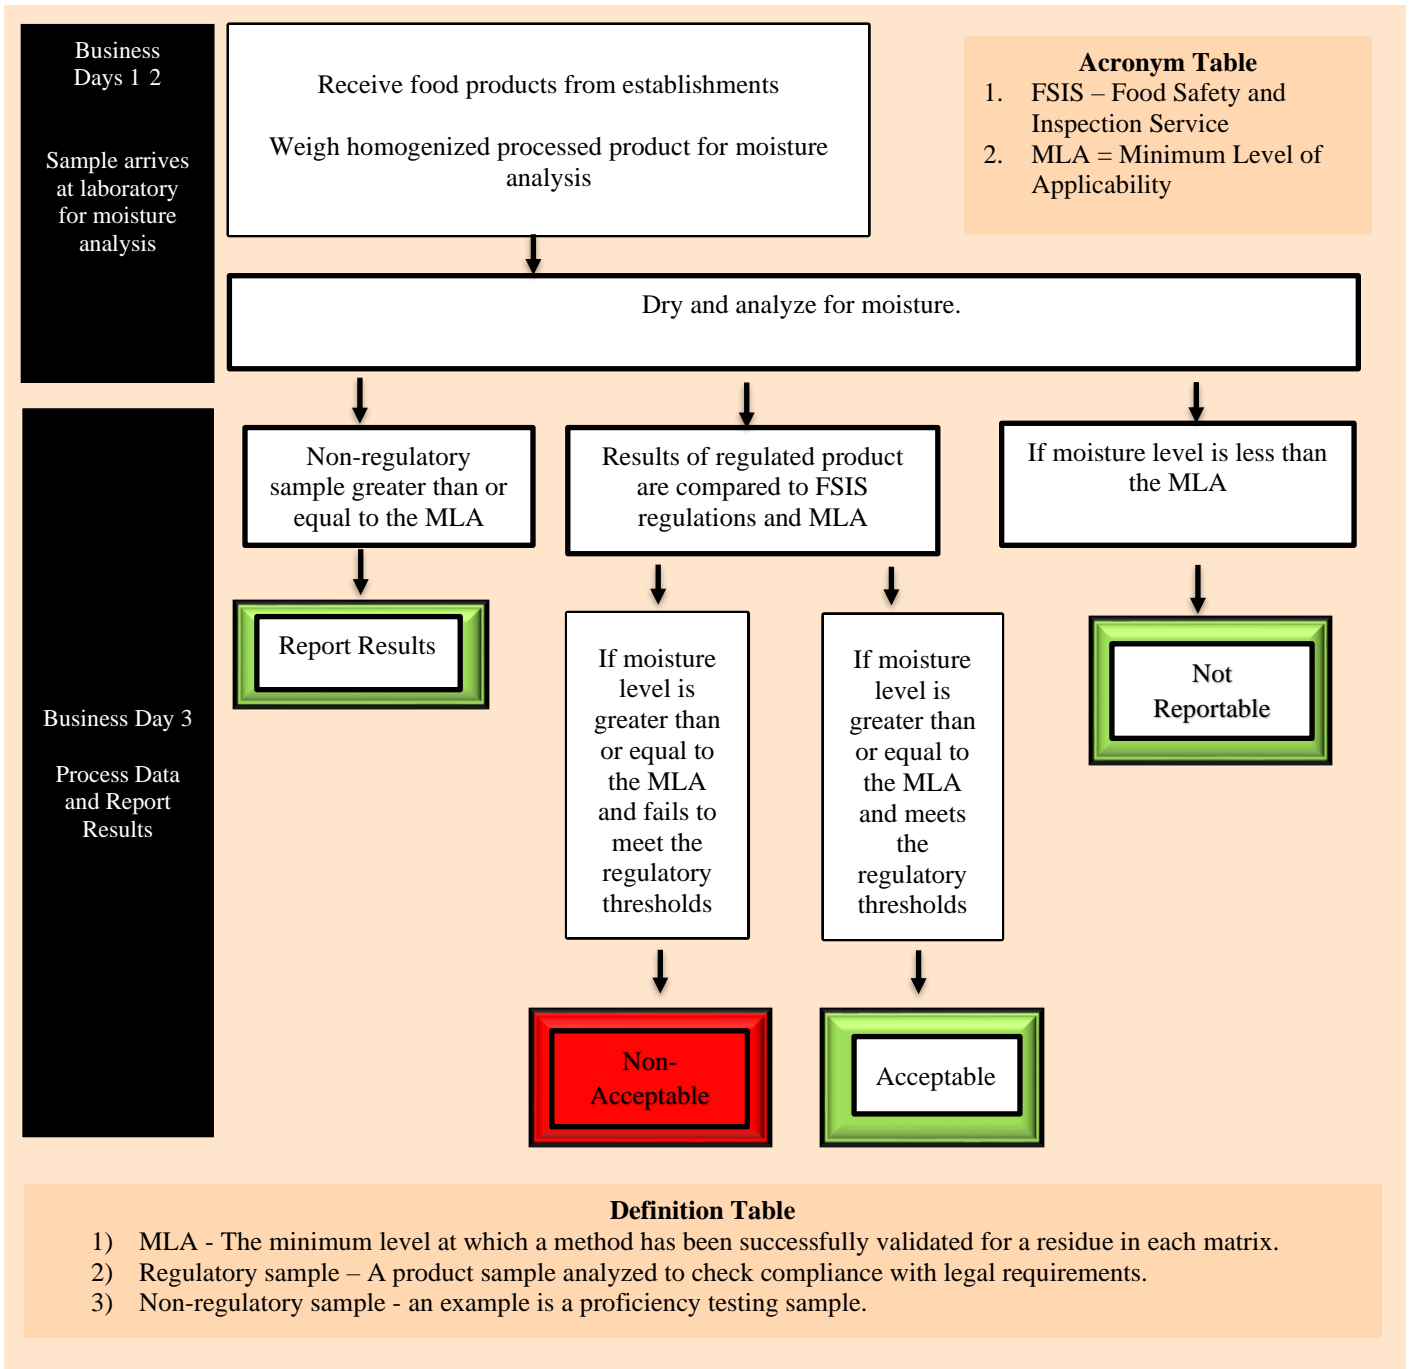 Business
Days 1 2
Sample arrives
at laboratory
for moisture
analysis
Receive food products from establishments
Weigh homogenized processed product for moisture
analysis
Acronym Table
1. FSIS – Food Safety and
Inspection Service
2. MLA = Minimum Level of
Applicability
Dry and analyze for moisture.
Business Day 3
Process Data
and Report
Results
Non-regulatory
sample greater than or
equal to the MLA
Report Results
Results of regulated product
are compared to FSIS
regulations and MLA
If moisture
level is
greater than
or equal to
the MLA
and fails to
meet the
regulatory
thresholds
Non-
Acceptable
If moisture
level is
greater than
or equal to
the MLA
and meets
the
regulatory
thresholds
Acceptable
If moisture level is less than
the MLA
Not
Reportable
Definition Table
1) MLA - The minimum level at which a method has been successfully validated for a residue in each matrix.
2) Regulatory sample – A product sample analyzed to check compliance with legal requirements.
3) Non-regulatory sample - an example is a proficiency testing sample.